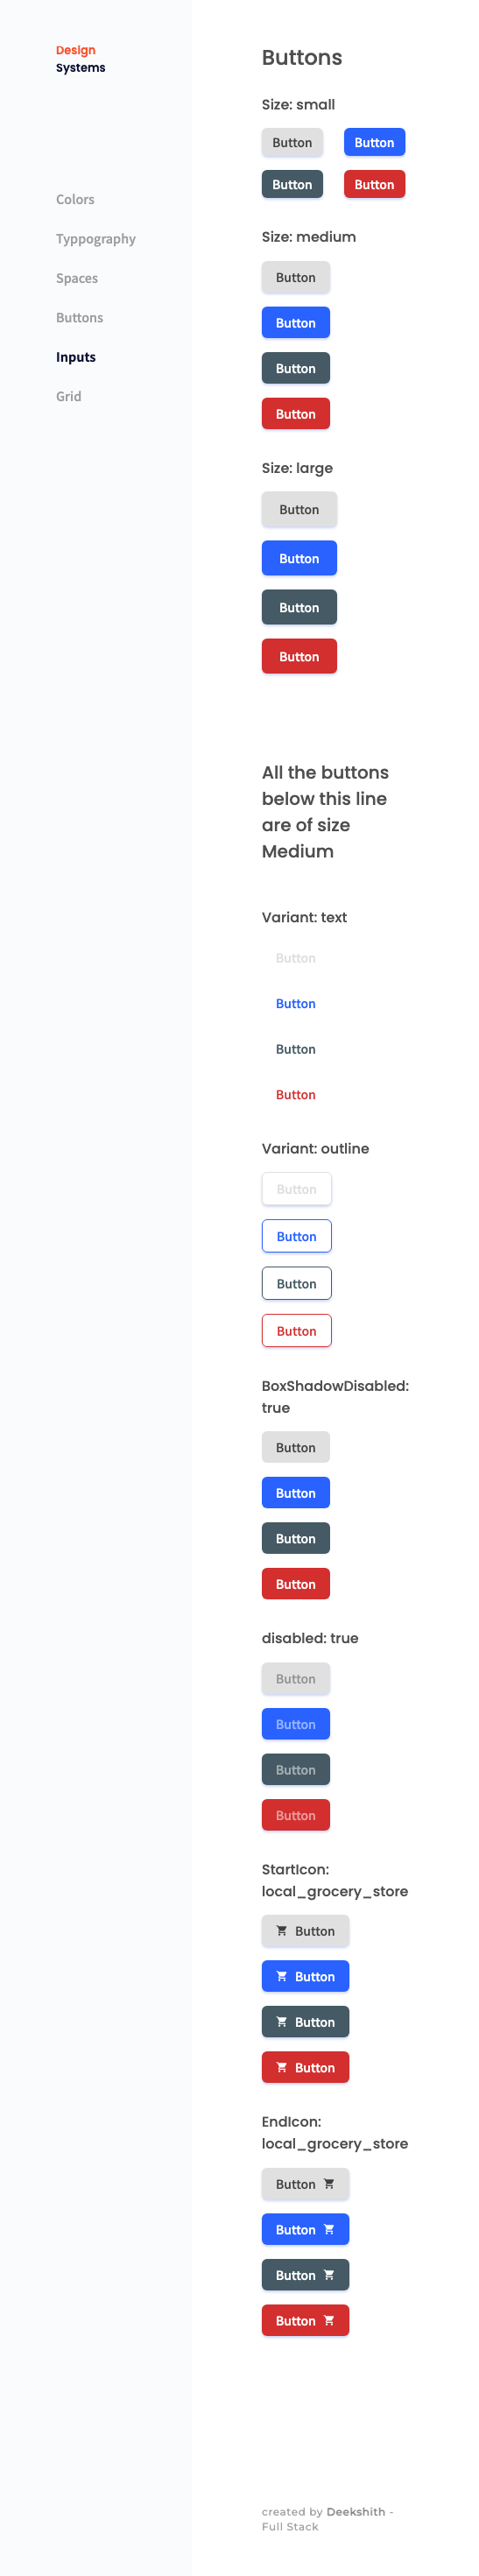 Design
Systems
Colors
Typpography
Spaces
Buttons
Inputs
Grid
Buttons
Size: small
Button Button
Button Button
Size: medium
Button
Button
Button
Button
Size: large
Button
Button
Button
Button
All the buttons
below this line
are of size
Medium
Variant: text
Button
Button
Button
Button
Variant: outline
Button
Button
Button
Button
BoxShadowDisabled:
true
Button
Button
Button
Button
disabled: true
Button
Button
Button
Button
StartIcon:
local_grocery_store
Button
Button
Button
Button
EndIcon:
local_grocery_store
Button
Button
Button
Button
created by Deekshith -
Full Stack